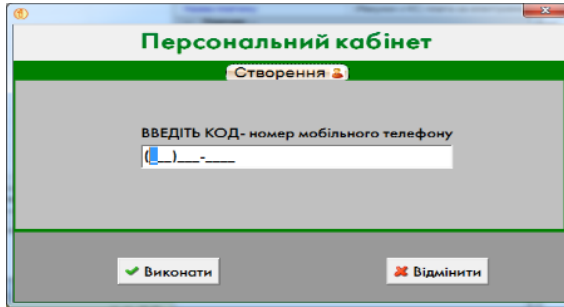 Персональний кабінет
Створення
ВВЕДІТЬ КОД- номер мобільного телефону
(___)___-____
Виконати
Відмінити